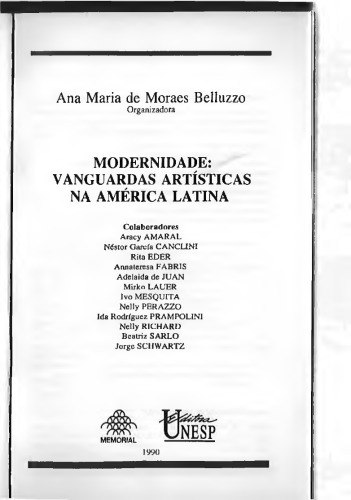 Ana Maria de Moraes Belluzzo
Organizadora
MODERNIDADE:
VANGUARDAS ARTÍSTICAS
NA AMÉRICA LATINA
Colaboradores
Aracy AMARAL
Néstor García CANCLINI
Rita EDER
Annateresa FABRIS
Adelaida de JUAN
Mirko LAUER
Ivo MESQUITA
Nelly PERAZZO
Ida Rodríguez PRAMPOLINI
Nelly RICHARD
Beatriz SARLO
Jorge SCHWARTZ
MEMORIAL
Editora
UNESP
1990